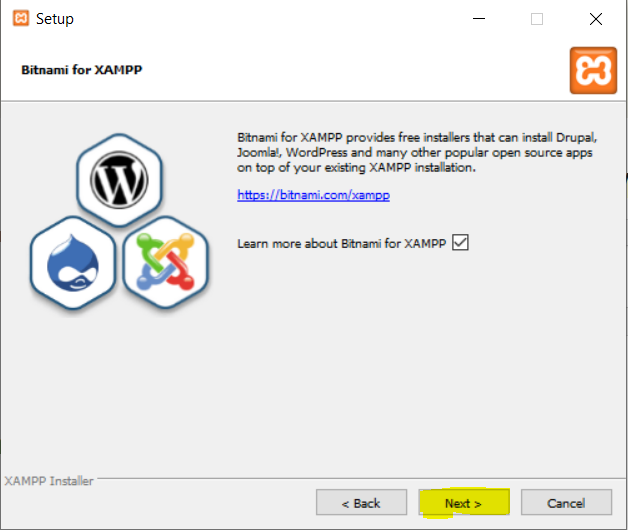 Setup
Bitnami for XAMPP
Bitnami for XAMPP provides free installers that can install Drupal,
Joomla!, WordPress and many other popular open source apps
on top of your existing XAMPP installation.
https://bitnami.com/xampp
Learn more about Bitnami for XAMPP
XAMPP Installer
< Back
Next >
Cancel